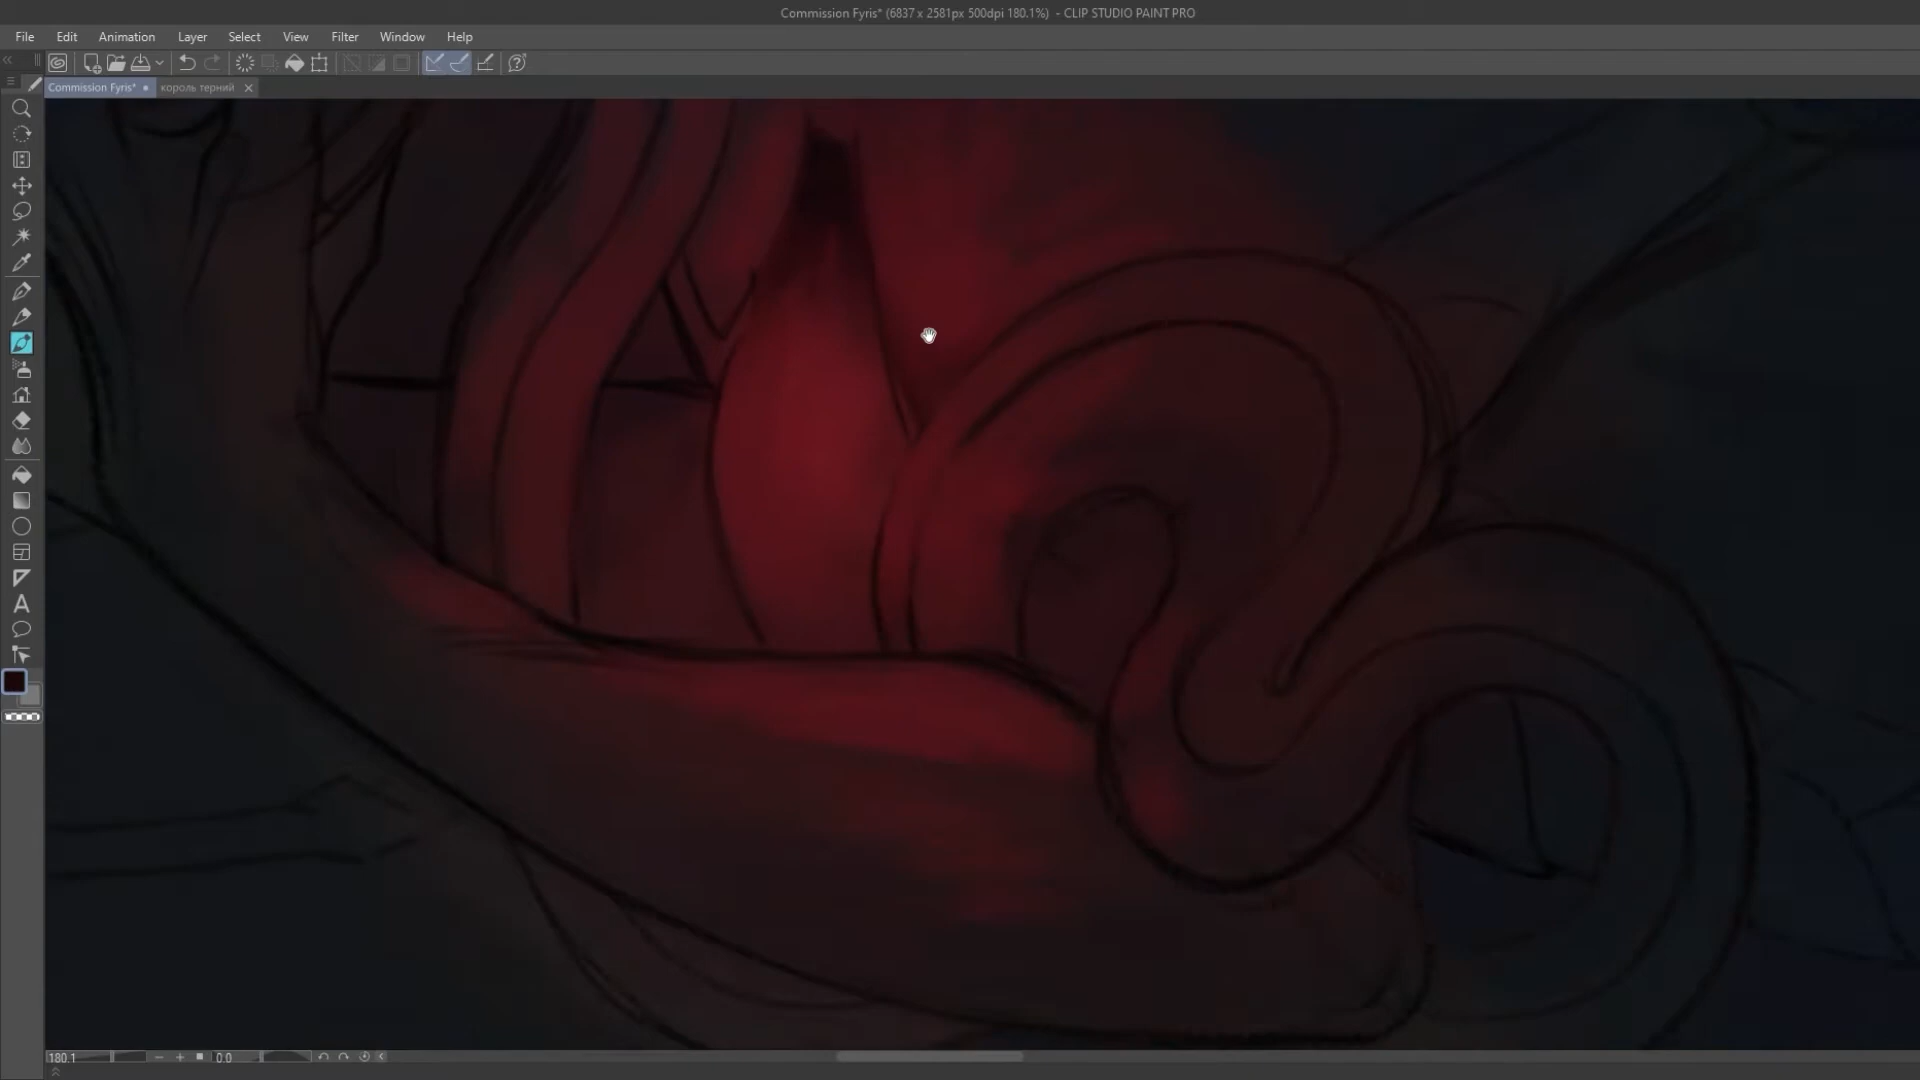 Commission Fyris* (6837 x 2581px 500dpi 180.1%) - CLIP STUDIO PAINT PRO
File Edit Animation Layer Select View Filter Window Help
Commission Fyris* король терний
180.1 0.0